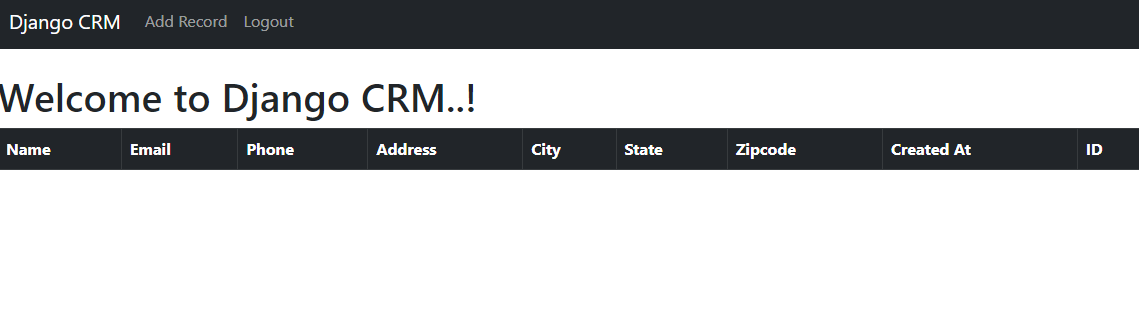 Django CRM Add Record Logout
Welcome to Django CRM..!
Name Email Phone Address City State Zipcode Created At ID